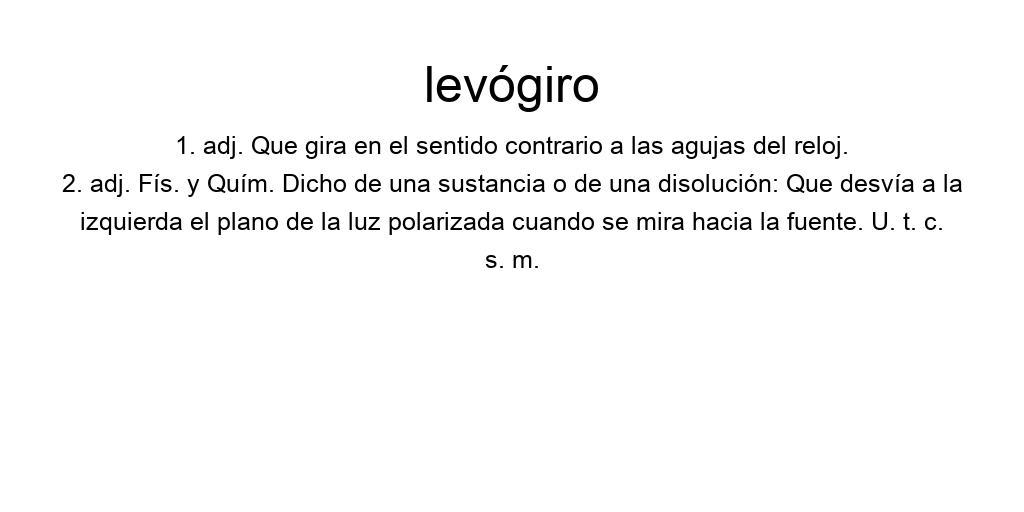 levógiro
1. adj. Que gira en el sentido contrario a las agujas del reloj.
2. adj. Fís. y Quím. Dicho de una sustancia o de una disolución: Que desvía a la
izquierda el plano de la luz polarizada cuando se mira hacia la fuente. U. t. c.
s. m.